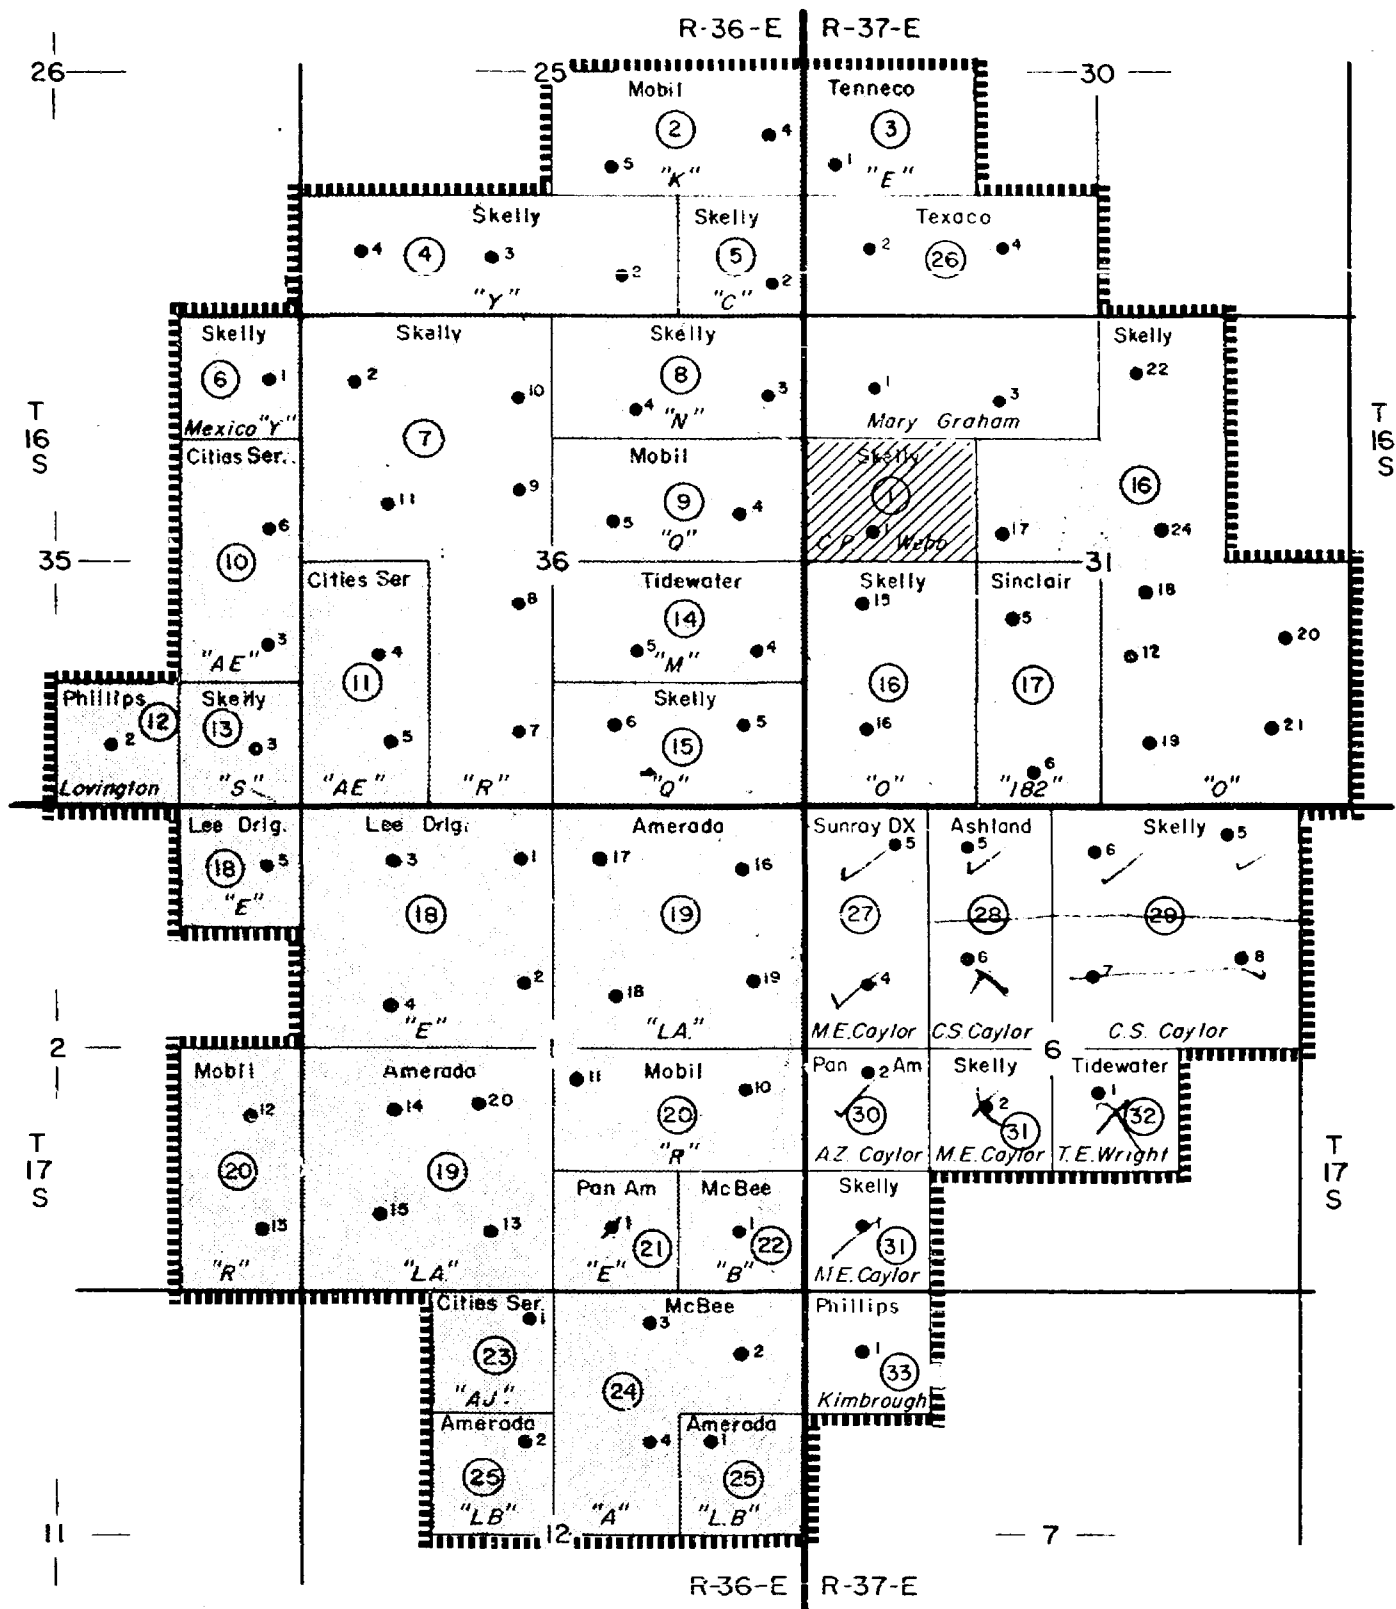 R-36-E R-37-E
26 25 30
Mobil Tenneco
2 3
4
5 1
"K" "E"
Skelly Skelly Texaco
4 4 3 5 2 26 4
2 2
"Y" "C"
Skelly Skelly Skelly Skelly
6 1 2 8 22
10 4 3 1 3
Mexico "Y" 7 "N" Mary Graham
T 16 S T 16 S
Cities Ser. Mobil Skelly
11 9 9 1 16
6 5 4 1 17 24
"Q" C.P. Webb
35 10 36 31
Cities Ser Tidewater Skelly Sinclair
8 14 15 5 18
3 4 5 4 12 20
"AE" "M"
11 16 17
Phillips Skelly Skelly
12 13 6 5
2 3 5 7 15 16 19 21
6
Lovington "S" "AE" "R" "Q" "O" "182" "O"
Lee Drlg. Lee Drlg. Amerada Sunray DX Ashland Skelly
18 5 3 1 17 16 5 5 6 5
"E"
18 19 27 28 29
2 19 6 8
4 18 4 7
"E" "LA" M.E.Caylor C.S.Caylor C.S. Caylor
2 1 6
Mobil Amerada Mobil Pan Am Skelly Tidewater
11 10 2 1
12 14 20 20 30 2 31 32
"R" A.Z. Caylor M.E.Caylor T.E.Wright
T 17 S T 17 S
20 19
Pan Am McBee Skelly
15 13 15 13 1 21 1 22 1 31
"R" "LA" "E" "B" M.E.Caylor
Cities Ser. McBee Phillips
1 3
23 2 1 33
"AJ" 24 Kimbrough
Amerada Amerada
2 4 1
25 25
"LB" "A" "L.B"
11 12 7
R-36-E R-37-E